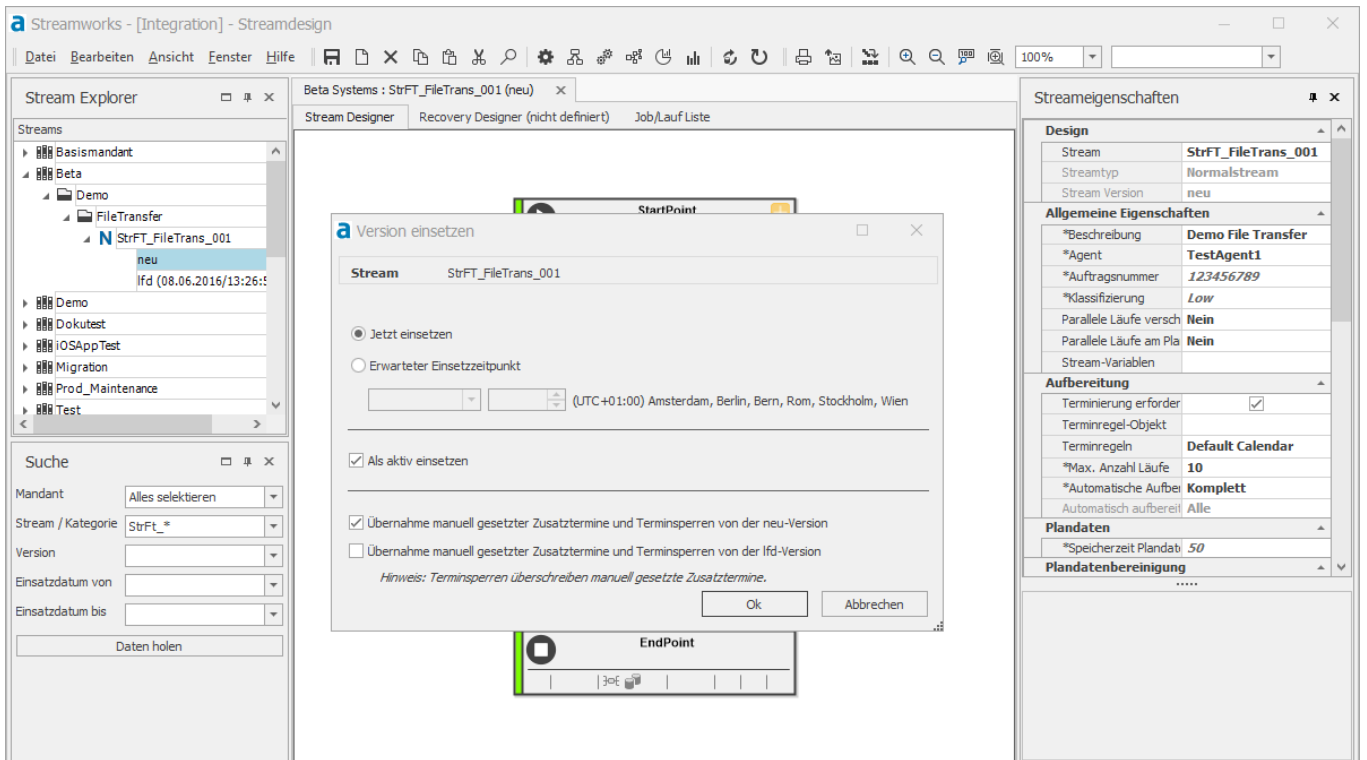 Streamworks - [Integration] - Streamdesign
Datei Bearbeiten Ansicht Fenster Hilfe
100%
Stream Explorer
Streams
Basismandant
Beta
Demo
FileTransfer
N StrFT_FileTrans_001
neu
lfd (08.06.2016/13:26:5
Demo
Dokutest
iOSAppTest
Migration
Prod_Maintenance
Test
Suche
Mandant Alles selektieren
Stream / Kategorie StrFt_*
Version
Einsatzdatum von
Einsatzdatum bis
Daten holen
Beta Systems : StrFT_FileTrans_001 (neu)
Stream Designer Recovery Designer (nicht definiert) Job/Lauf Liste
StartPoint
Version einsetzen
Stream StrFT_FileTrans_001
Jetzt einsetzen
Erwarteter Einsetzzeitpunkt
(UTC+01:00) Amsterdam, Berlin, Bern, Rom, Stockholm, Wien
Als aktiv einsetzen
Übernahme manuell gesetzter Zusatztermine und Terminsperren von der neu-Version
Übernahme manuell gesetzter Zusatztermine und Terminsperren von der lfd-Version
Hinweis: Terminsperren überschreiben manuell gesetzte Zusatztermine.
Ok Abbrechen
EndPoint
Streameigenschaften
Design
Stream StrFT_FileTrans_001
Streamtyp Normalstream
Stream Version neu
Allgemeine Eigenschaften
*Beschreibung Demo File Transfer
*Agent TestAgent1
*Auftragsnummer 123456789
*Klassifizierung Low
Parallele Läufe versch Nein
Parallele Läufe am Pla Nein
Stream-Variablen
Aufbereitung
Terminierung erforder
Terminregel-Objekt
Terminregeln Default Calendar
*Max. Anzahl Läufe 10
*Automatische Aufber Komplett
Automatisch aufbereit Alle
Plandaten
*Speicherzeit Plandat 50
Plandatenbereinigung